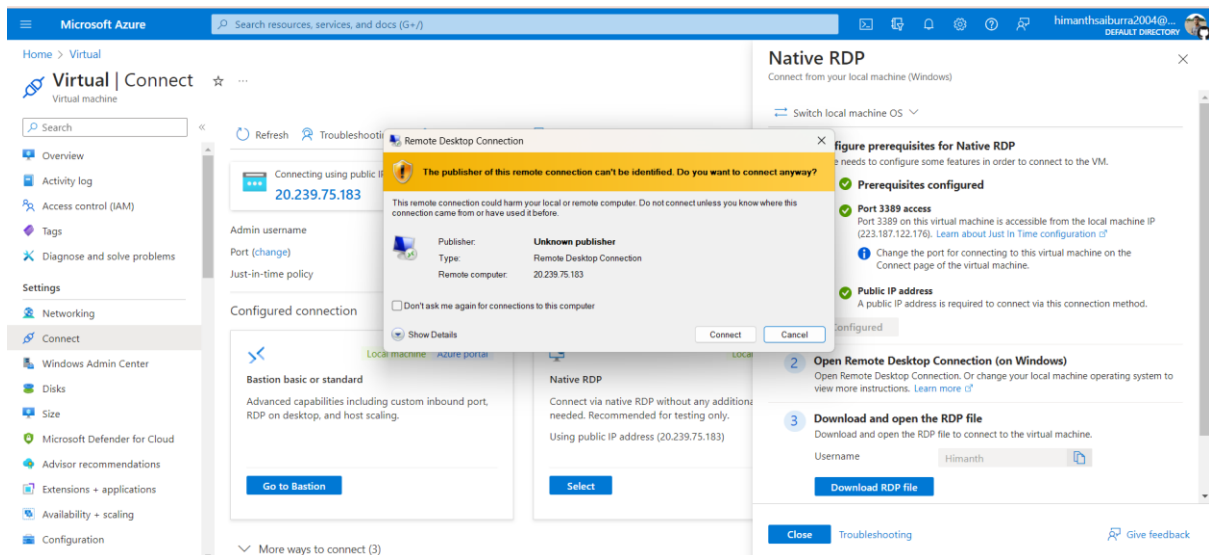 Microsoft Azure
Search resources, services, and docs (G+/)
himanthsaiburra2004@...
DEFAULT DIRECTORY
Home > Virtual
Virtual | Connect
Virtual machine
Search
Overview
Activity log
Access control (IAM)
Tags
Diagnose and solve problems
Settings
Networking
Connect
Windows Admin Center
Disks
Size
Microsoft Defender for Cloud
Advisor recommendations
Extensions + applications
Availability + scaling
Configuration
Refresh
Connecting using public
20.239.75.183
Admin username
Port (change)
Just-in-time policy
Configured connection
Local machine Azure portal
Bastion basic or standard
Advanced capabilities including custom inbound port,
RDP on desktop, and host scaling.
Go to Bastion
Native RDP
Connect via native RDP without any
needed. Recommended for testing only.
Using public IP address (20.239.75.183)
Select
More ways to connect (3)
Remote Desktop Connection
The publisher of this remote connection can't be identified. Do you want to connect anyway?
This remote connection could harm your local or remote computer. Do not connect unless you know where this
connection came from or have used it before.
Publisher: Unknown publisher
Type: Remote Desktop Connection
Remote computer: 20.239.75.183
Don't ask me again for connections to this computer
Show Details
Connect
Cancel
Native RDP
Connect from your local machine (Windows)
Switch local machine OS
prerequisites for Native RDP
needs to configure some features in order to connect to the VM.
Prerequisites configured
Port 3389 access
Port 3389 on this virtual machine is accessible from the local machine IP
(223.187.122.176). Learn about Just In Time configuration
Change the port for connecting to this virtual machine on the
Connect page of the virtual machine.
Public IP address
A public IP address is required to connect via this connection method.
onfigured
2 Open Remote Desktop Connection (on Windows)
Open Remote Desktop Connection. Or change your local machine operating system to
view more instructions. Learn more
3 Download and open the RDP file
Download and open the RDP file to connect to the virtual machine.
Username Himanth
Download RDP file
Close
Troubleshooting
Give feedback